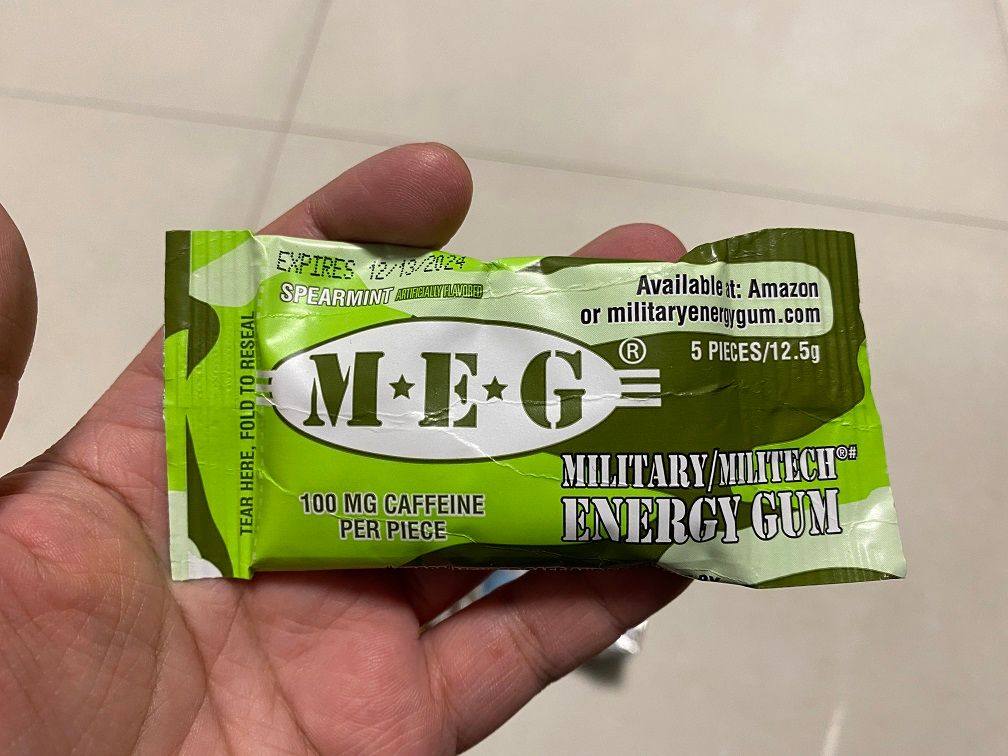 EXPIRES 12/13/2024
SPEARMINT ARTIFICIALLY FLAVORED
Available at: Amazon
or militaryenergygum.com
5 PIECES/12.5g
TEAR HERE, FOLD TO RESEAL
M★E★G®
100 MG CAFFEINE
PER PIECE
MILITARY/MILITECH®#
ENERGY GUM